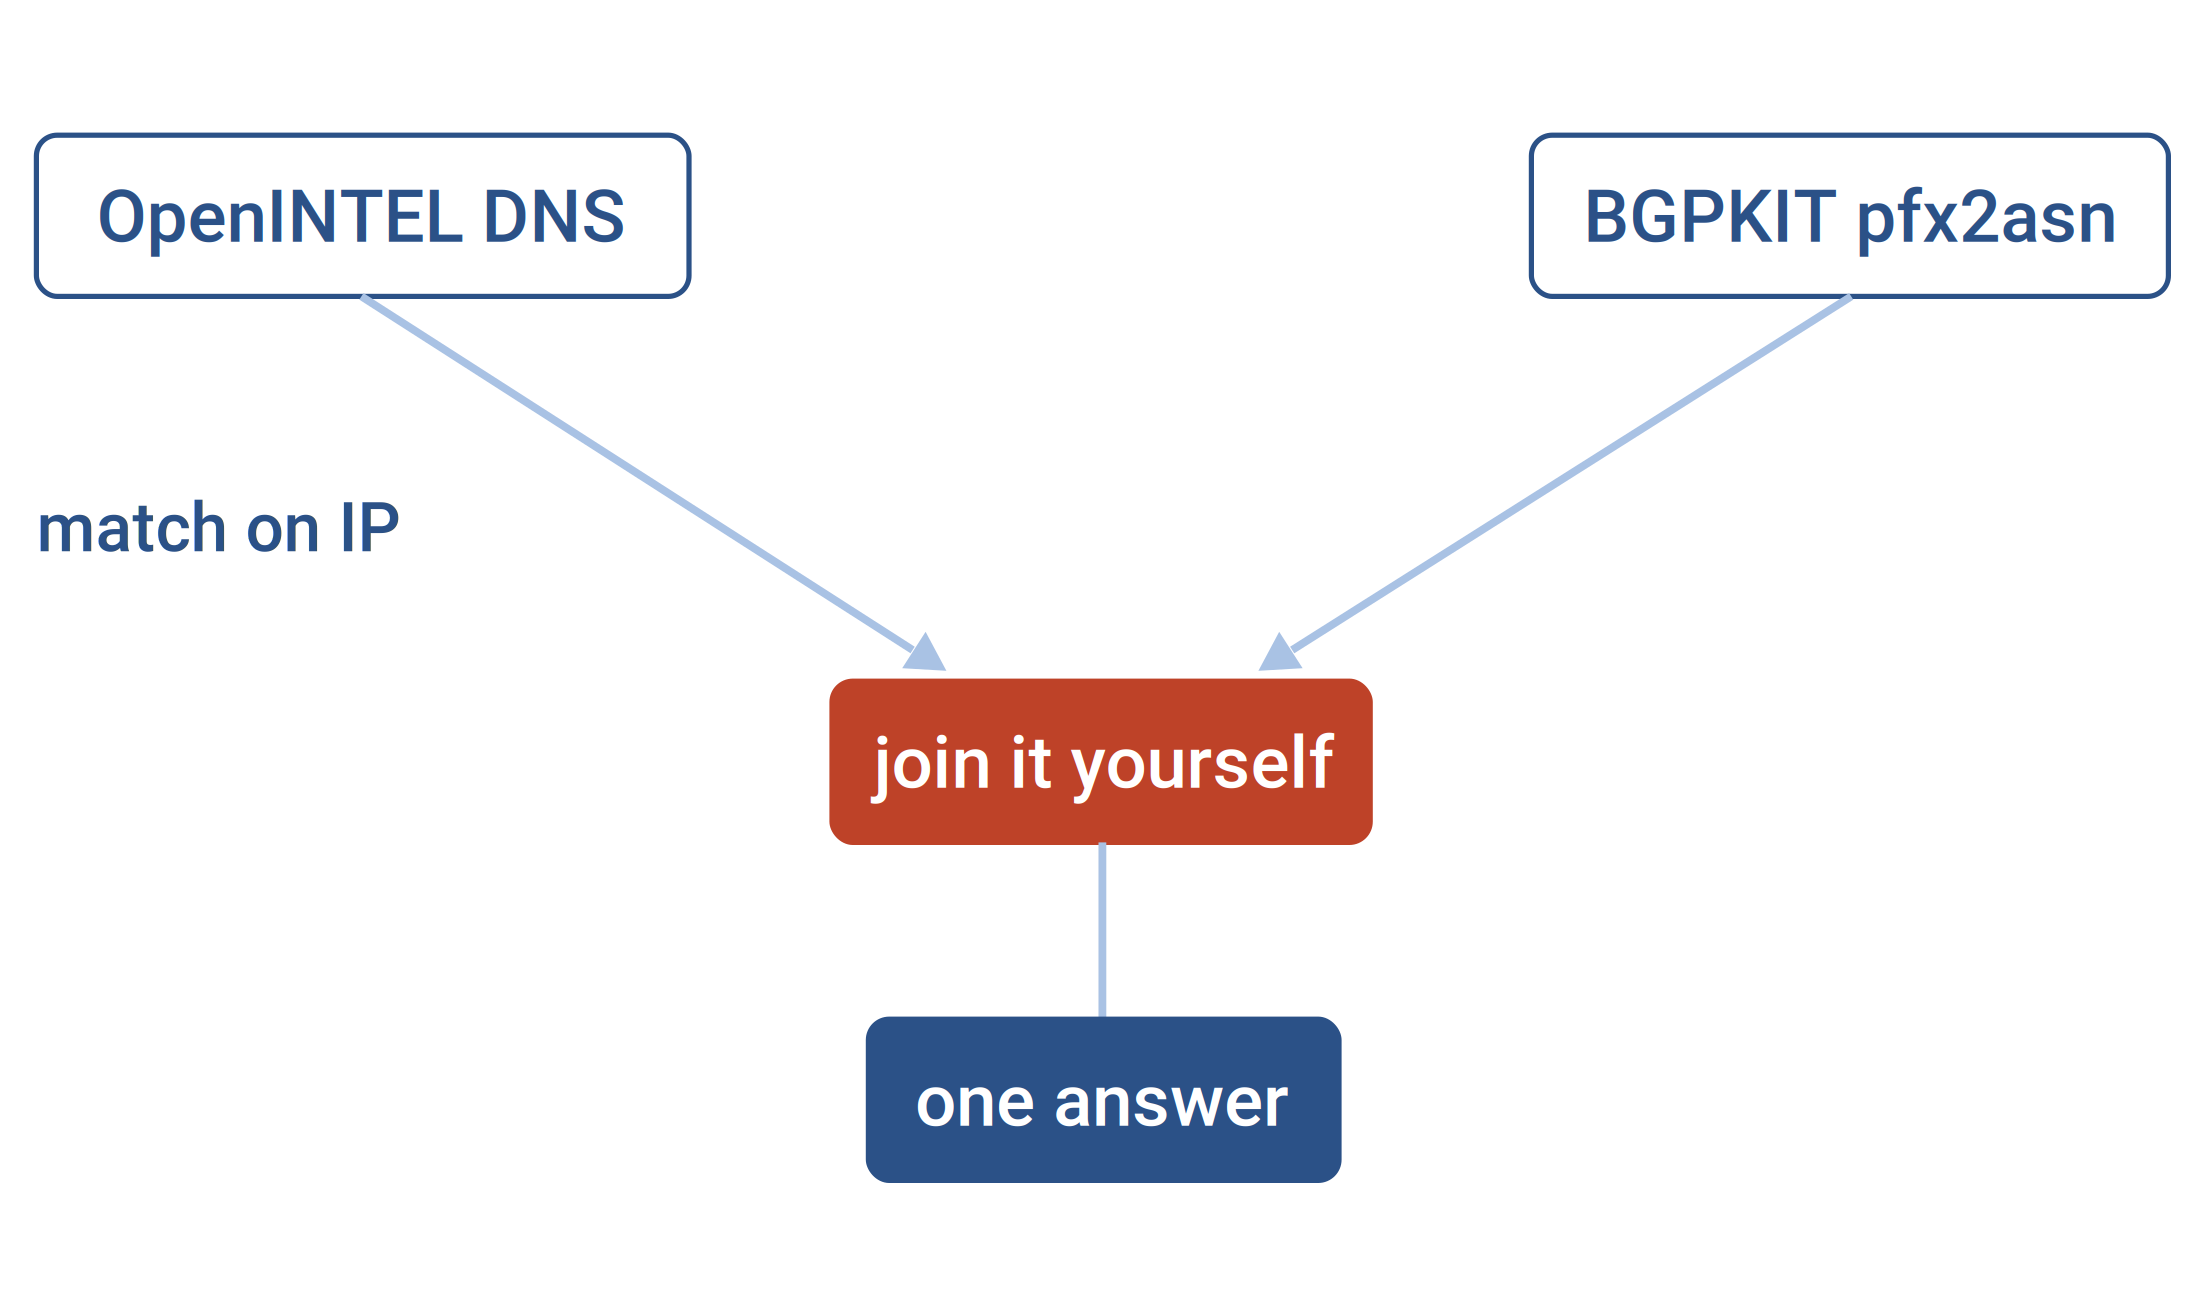 OpenINTEL DNS
BGPKIT pfx2asn
match on IP
join it yourself
one answer